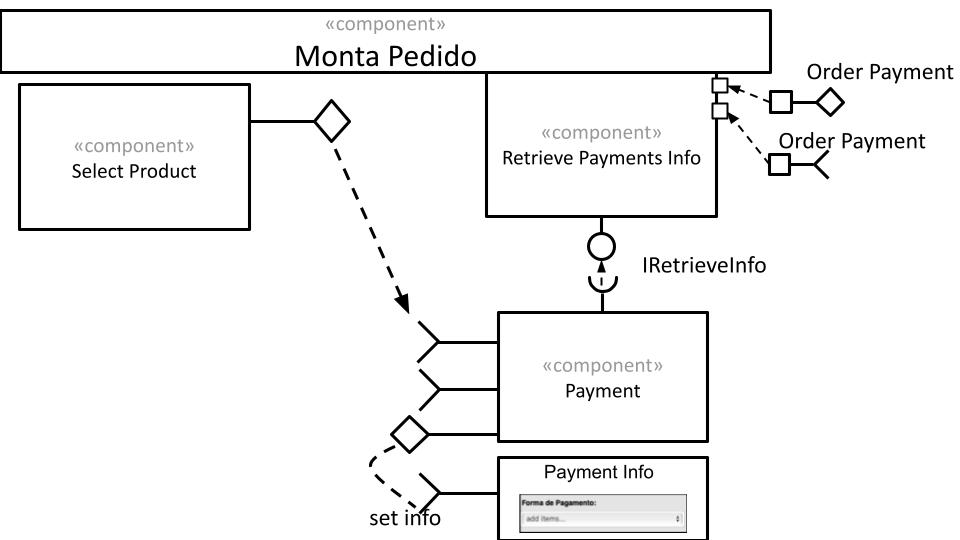 «component»
Monta Pedido
Order Payment
«component»
Retrieve Payments Info
Order Payment
«component»
Select Product
IRetrieveInfo
«component»
Payment
Payment Info
Forma de Pagamento:
add items...
set info